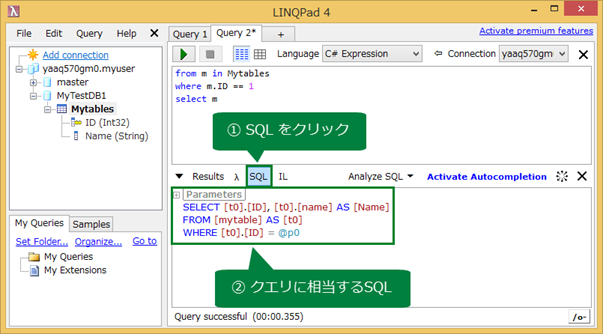 LINQPad 4
File Edit Query Help
Add connection
yaaq570gm0.myuser
master
MyTestDB1
Mytables
ID (Int32)
Name (String)
My Queries Samples
Set Folder... Organize... Go to
My Queries
My Extensions
Query 1 Query 2* +
Activate premium features
Language C# Expression Connection yaaq570gm0.my
from m in Mytables
where m.ID == 1
select m
① SQL をクリック
Results λ SQL IL Analyze SQL Activate Autocompletion
Parameters
SELECT [t0].[ID], [t0].[name] AS [Name]
FROM [mytable] AS [t0]
WHERE [t0].[ID] = @p0
② クエリに相当するSQL
Query successful (00:00.355) /o-